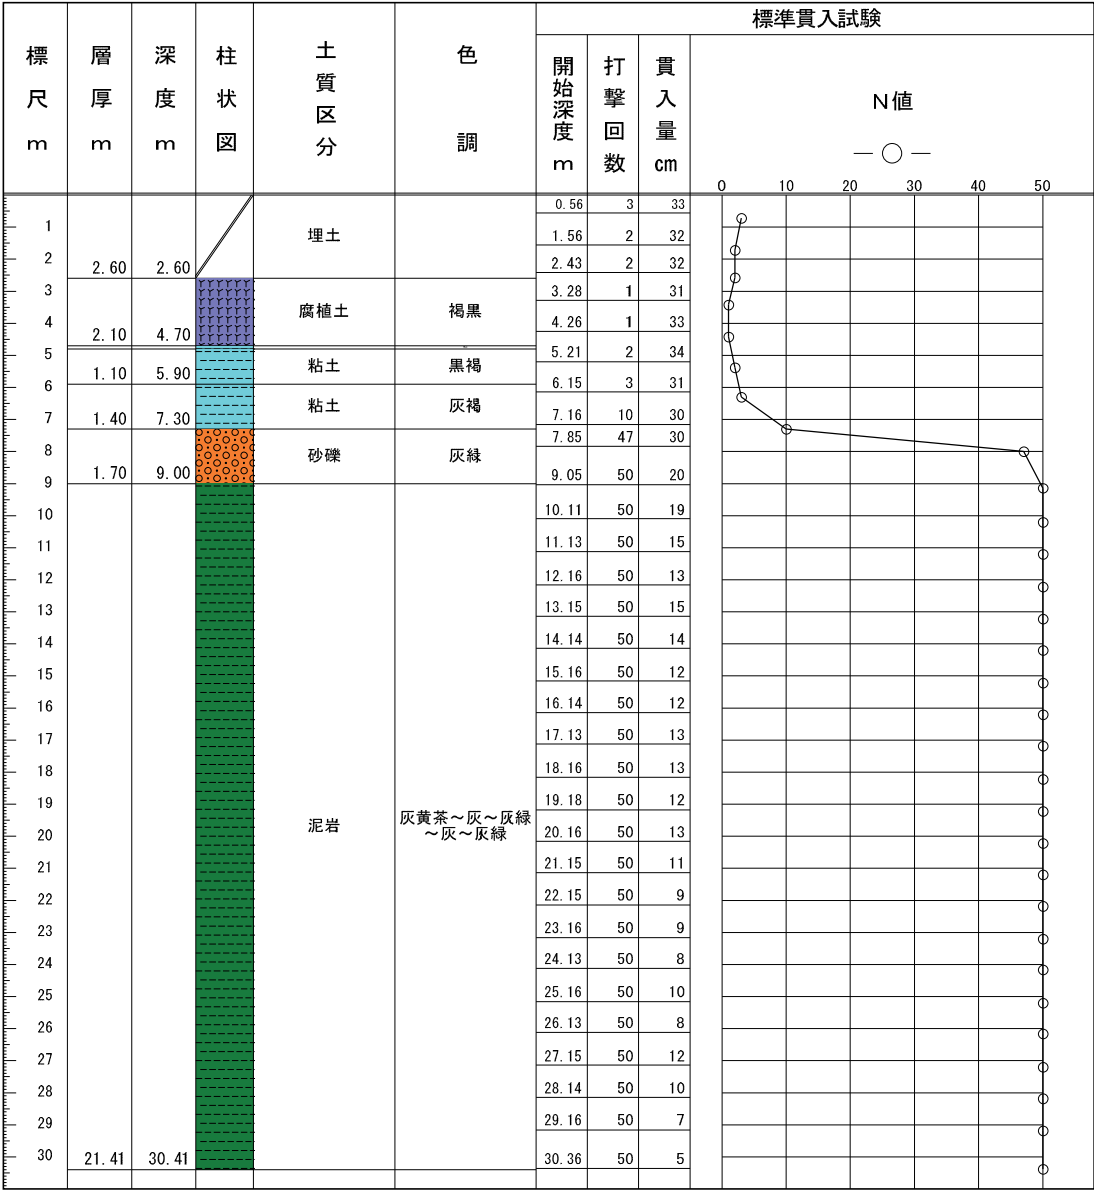 標準貫入試験
標尺m
層厚m
深度m
柱状図
土質区分
色調
開始深度m
打撃回数
貫入量cm
N値
0 10 20 30 40 50
0.56 3 33
1
埋土
1.56 2 32
2
2.60 2.60
2.43 2 32
3
3.28 1 31
腐植土 褐黒
4
4.26 1 33
2.10 4.70
5
5.21 2 34
粘土 黒褐
1.10 5.90
6
6.15 3 31
粘土 灰褐
7
1.40 7.30
7.16 10 30
7.85 47 30
8
砂礫 灰緑
1.70 9.00
9
9.05 50 20
10
10.11 50 19
11
11.13 50 15
12
12.16 50 13
13
13.15 50 15
14
14.14 50 14
15
15.16 50 12
16
16.14 50 12
17
17.13 50 13
18
18.16 50 13
19
19.18 50 12
泥岩
灰黄茶～灰～灰緑
～灰～灰緑
20
20.16 50 13
21
21.15 50 11
22
22.15 50 9
23
23.16 50 9
24
24.13 50 8
25
25.16 50 10
26
26.13 50 8
27
27.15 50 12
28
28.14 50 10
29
29.16 50 7
30
21.41 30.41
30.36 50 5